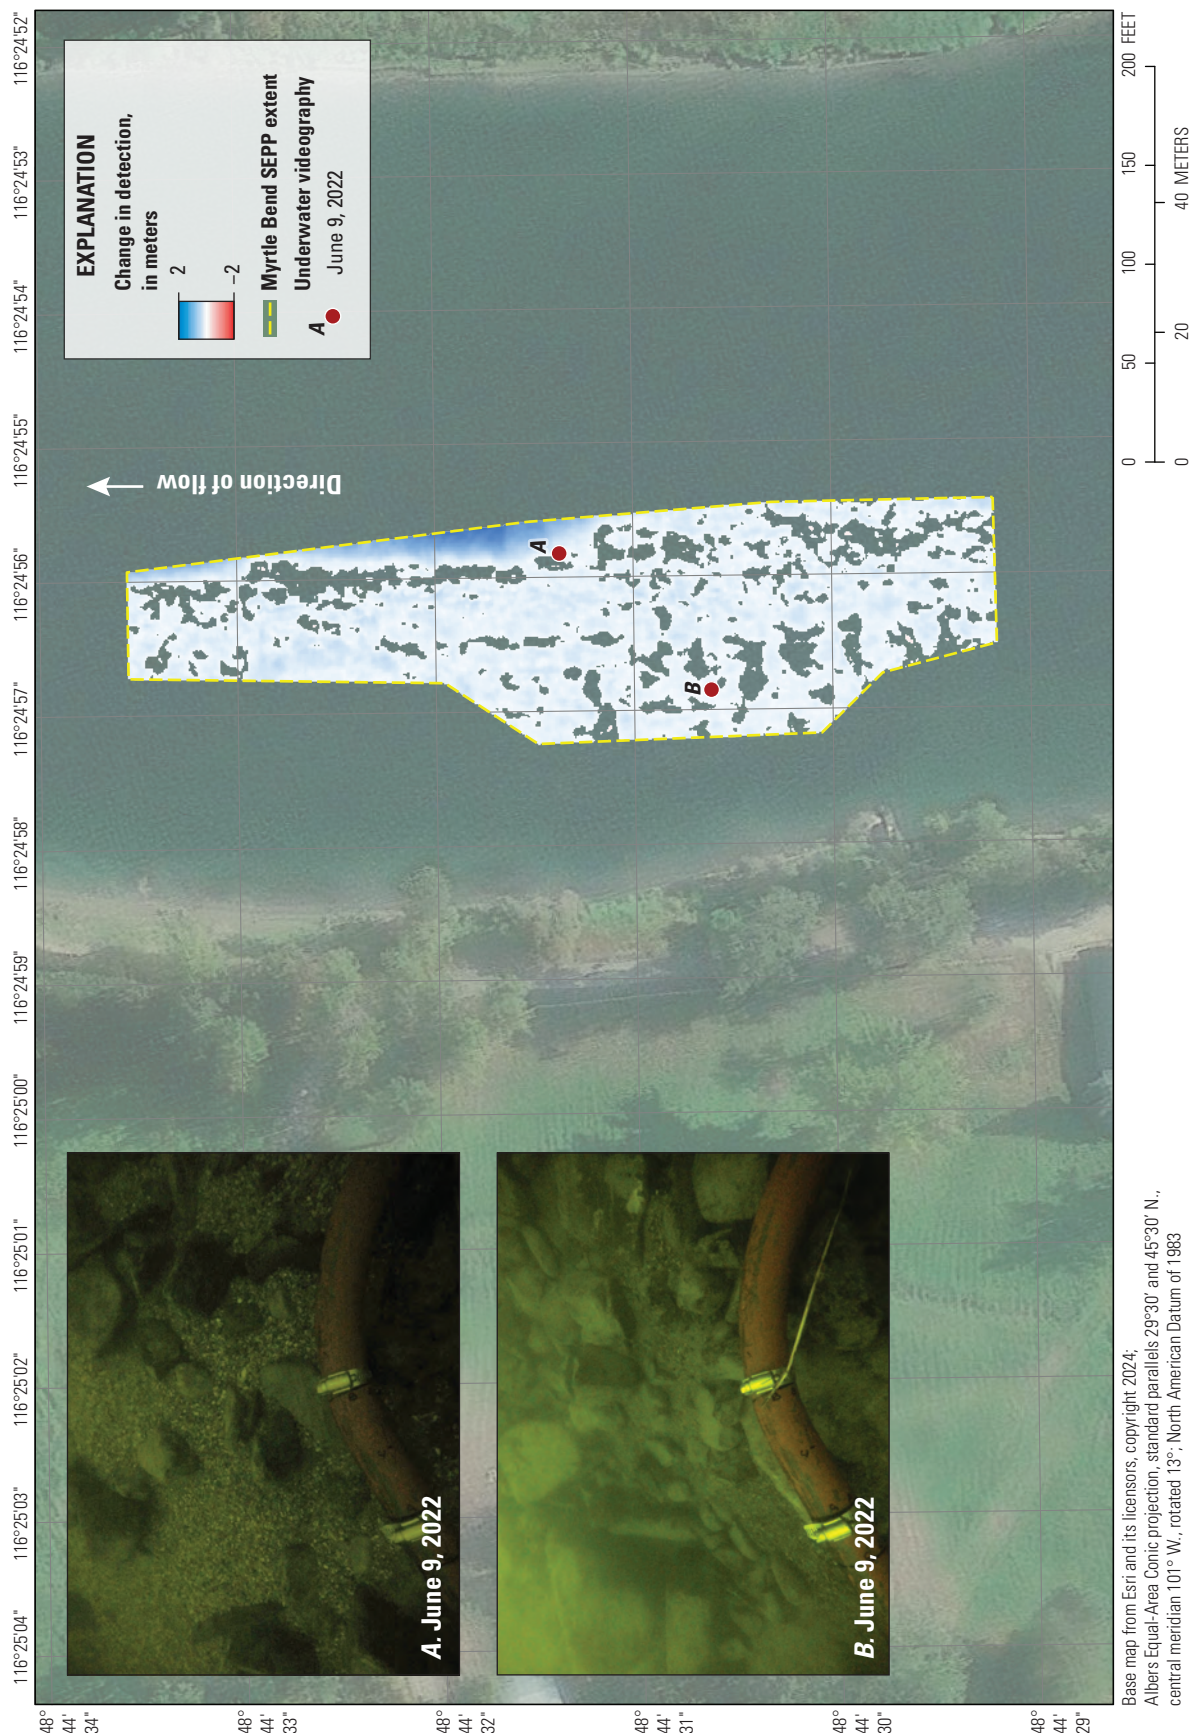 116°25'04"
116°25'03"
116°25'02"
116°25'01"
116°25'00"
116°24'59"
116°24'58"
116°24'57"
116°24'56"
116°24'55"
116°24'54"
116°24'53"
116°24'52"
48°
44'
34"
48°
44'
33"
48°
44'
32"
48°
44'
31"
48°
44'
30"
48°
44'
29"
A. June 9, 2022
B. June 9, 2022
A
B
Direction of flow
EXPLANATION
Change in detection,
in meters
2
–2
Myrtle Bend SEPP extent
Underwater videography
A
June 9, 2022
Base map from Esri and its licensors, copyright 2024;
Albers Equal-Area Conic projection, standard parallels 29°30' and 45°30' N.,
central meridian 101° W., rotated 13°; North American Datum of 1983
0 50 100 150 200 FEET
0 20 40 METERS